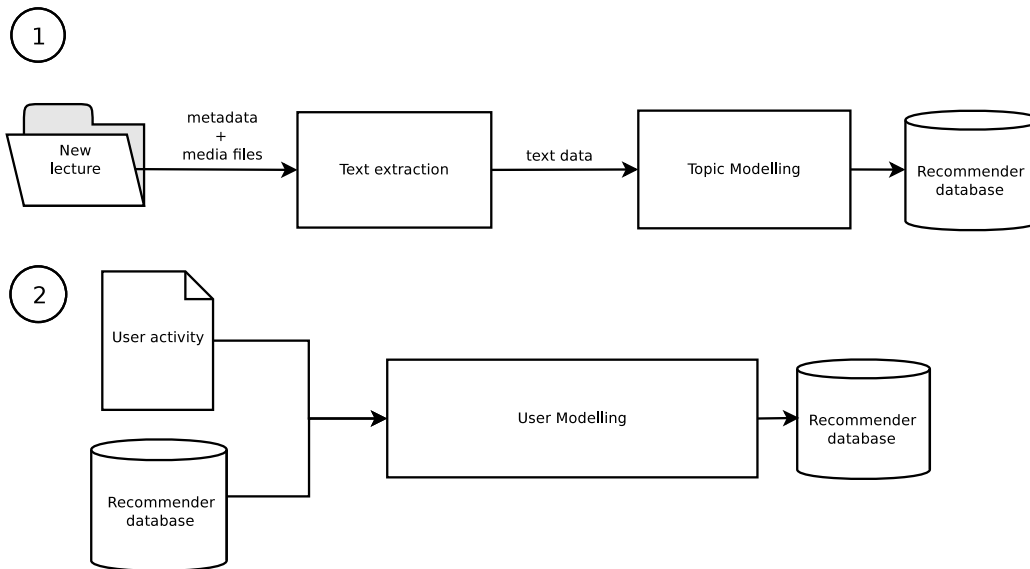 1
New
lecture
metadata
+
media files
Text extraction
text data
Topic Modelling
Recommender
database
2
User activity
Recommender
database
User Modelling
Recommender
database